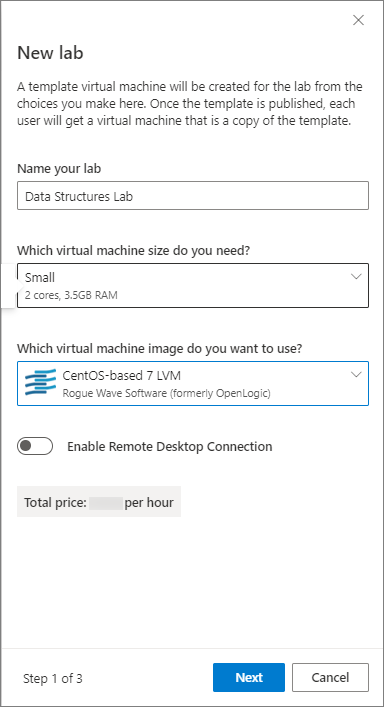 New lab
A template virtual machine will be created for the lab from the
choices you make here. Once the template is published, each
user will get a virtual machine that is a copy of the template.
Name your lab
Data Structures Lab
Which virtual machine size do you need?
Small
2 cores, 3.5GB RAM
Which virtual machine image do you want to use?
CentOS-based 7 LVM
Rogue Wave Software (formerly OpenLogic)
Enable Remote Desktop Connection
Total price: per hour
Step 1 of 3
Next
Cancel